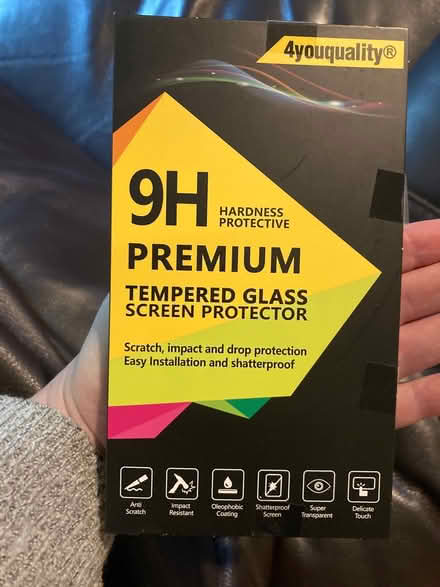 4youquality®
9H
HARDNESS
PROTECTIVE
PREMIUM
TEMPERED GLASS
SCREEN PROTECTOR
Scratch, impact and drop protection
Easy Installation and shatterproof
Anti
Scratch
Impact
Resistant
Oleophobic
Coating
Shatterproof
Screen
Super
Transparent
Delicate
Touch